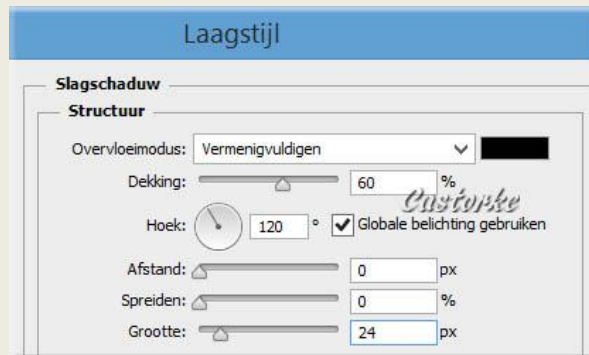 Laagstijl
Slagschaduw
Structuur
Overvloeimodus: Vermenigvuldigen
Dekking: 60 %
Castorke
Hoek: 120 ° Globale belichting gebruiken
Afstand: 0 px
Spreiden: 0 %
Grootte: 24 px